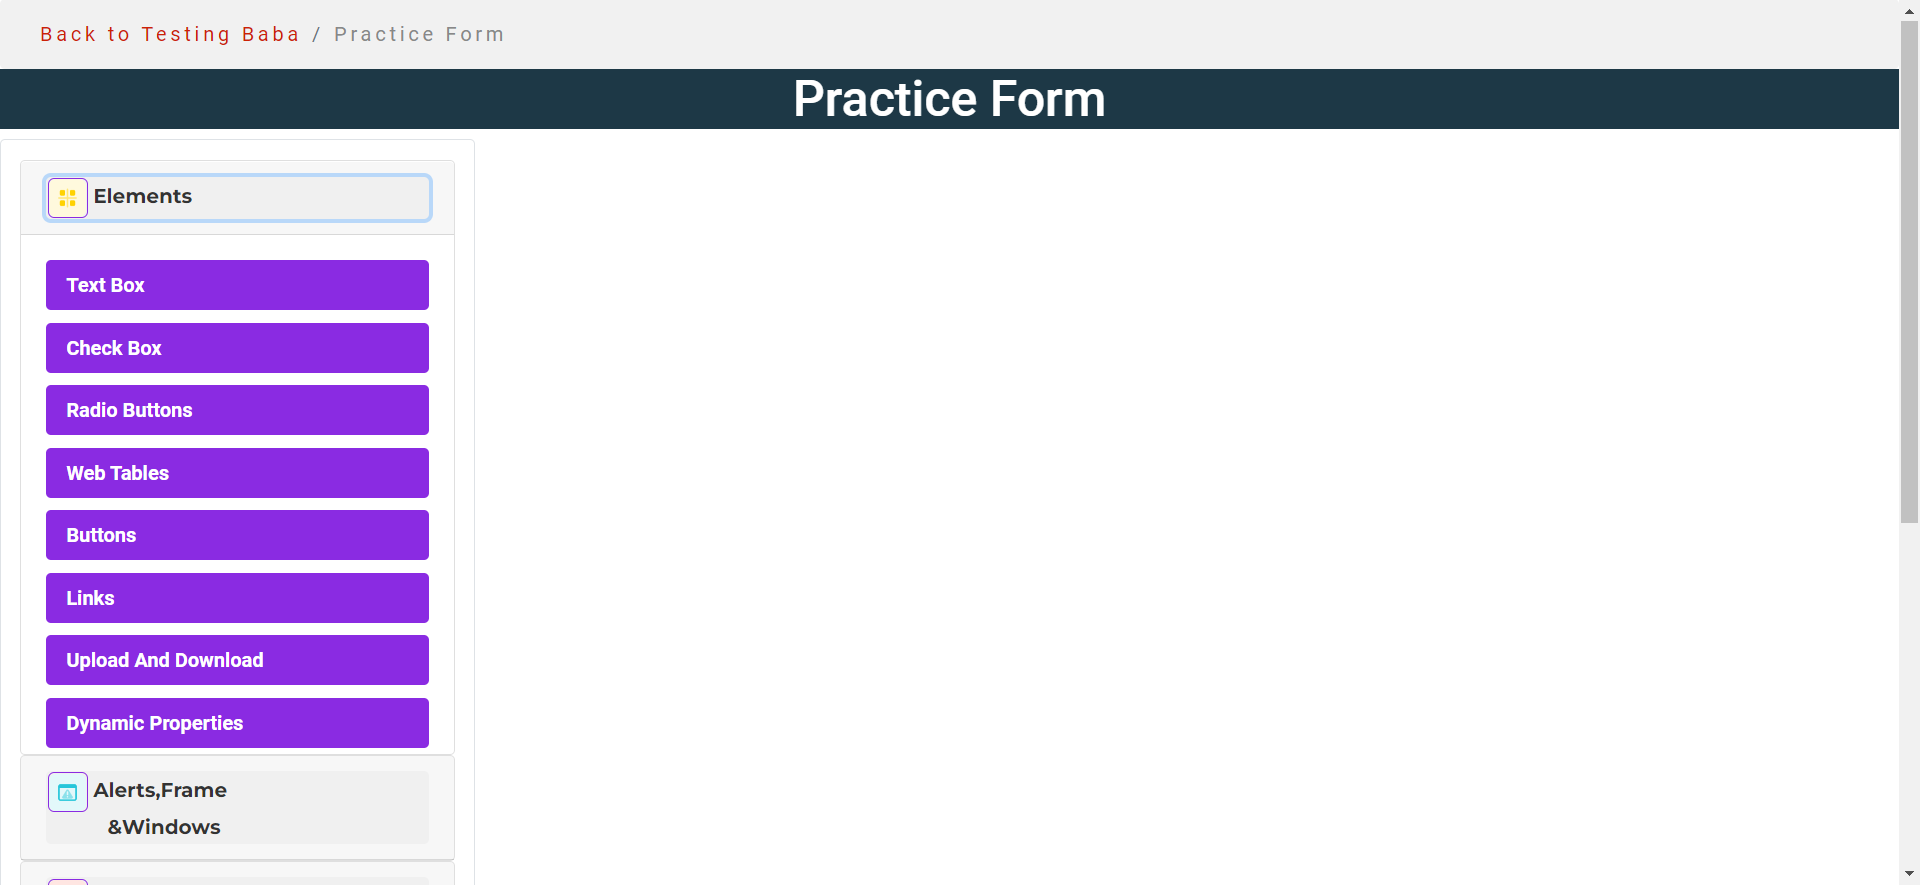 Back to Testing Baba / Practice Form
Practice Form
Elements
Text Box
Check Box
Radio Buttons
Web Tables
Buttons
Links
Upload And Download
Dynamic Properties
Alerts,Frame
&Windows